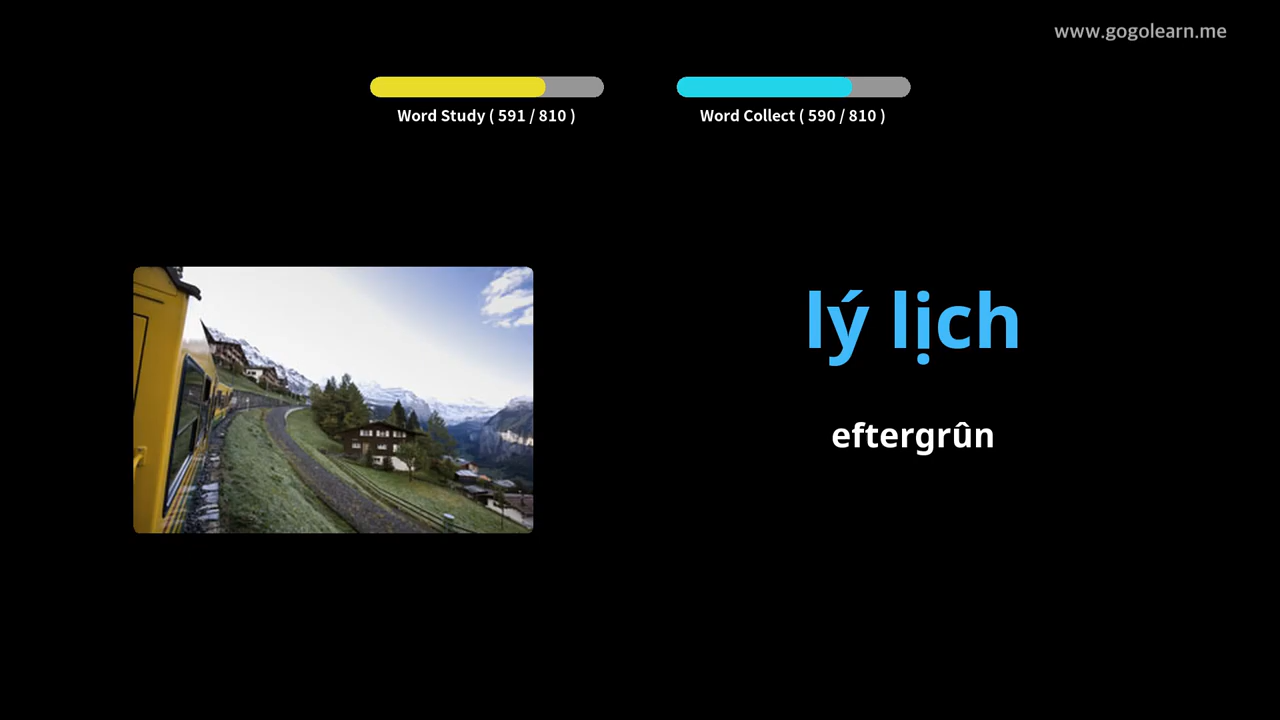 www.gogolearn.me
Word Study ( 591 / 810 )
Word Collect ( 590 / 810 )
lý lịch
eftergrûn